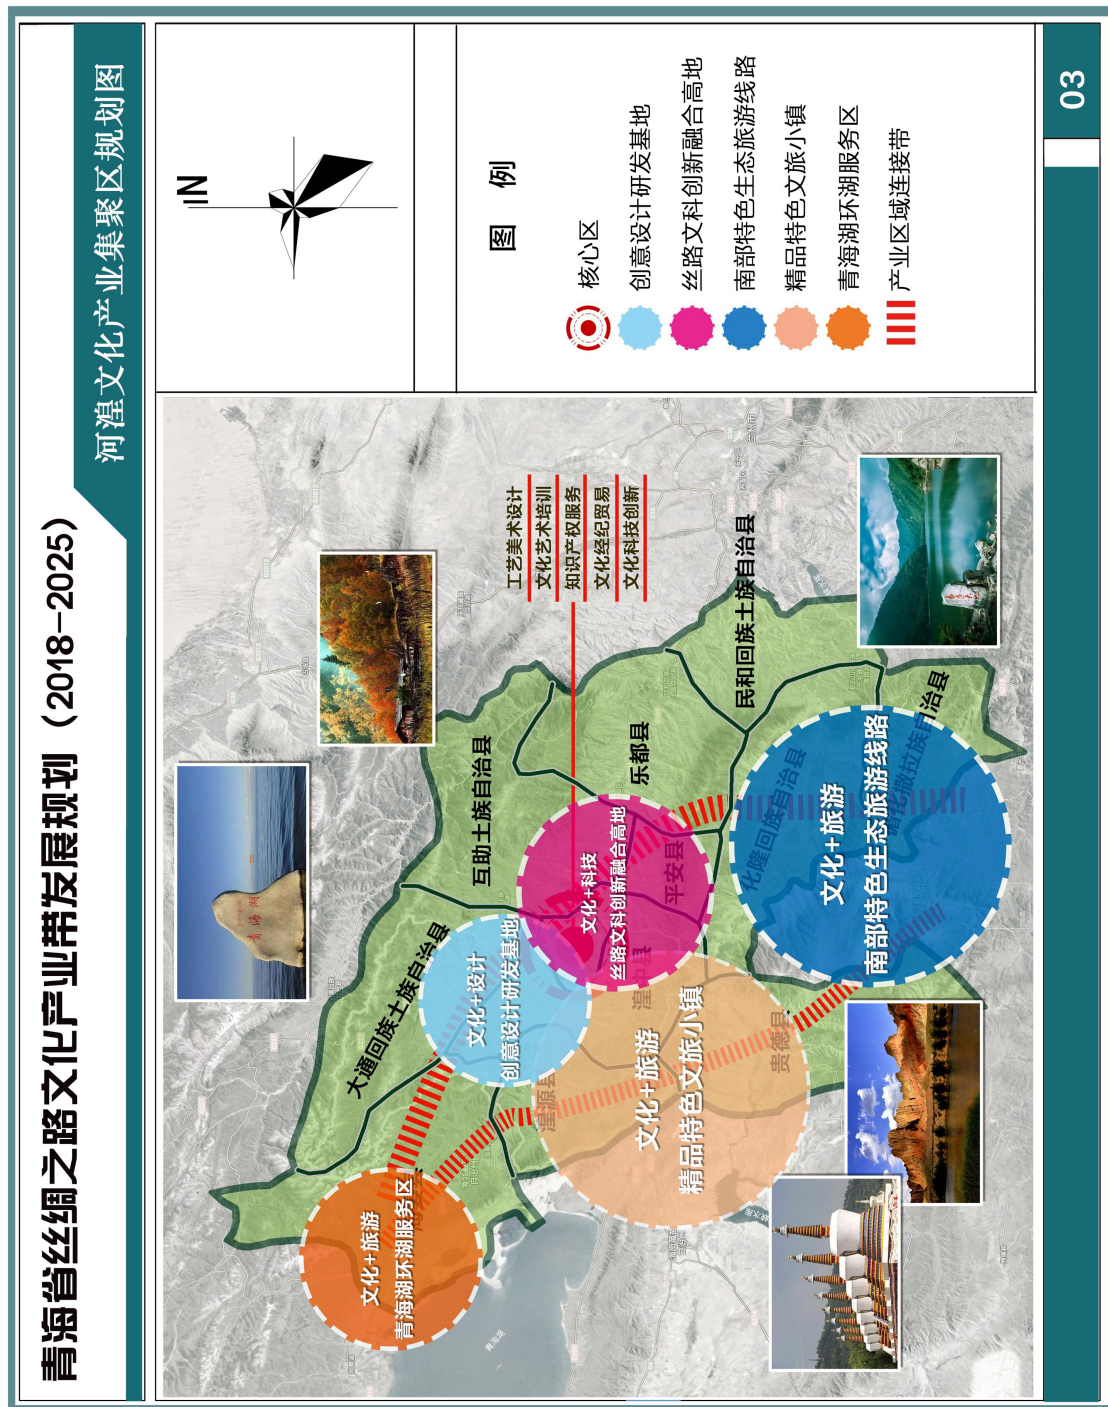 青海省丝绸之路文化产业带发展规划（2018-2025）
河湟文化产业集聚区规划图
N
图 例
核心区
创意设计研发基地
丝路文科创新融合高地
南部特色生态旅游线路
精品特色文旅小镇
青海湖环湖服务区
产业区域连接带
工艺美术设计
文化艺术培训
知识产权服务
文化经纪贸易
文化科技创新
大通回族土族自治县
互助土族自治县
乐都县
民和回族土族自治县
平安县
湟中县
湟源县
贵德县
化隆回族自治县
循化撒拉族自治县
文化+旅游
青海湖环湖服务区
文化+设计
创意设计研发基地
文化+科技
丝路文科创新融合高地
文化+旅游
精品特色文旅小镇
文化+旅游
南部特色生态旅游线路
青海湖
青海湖
03